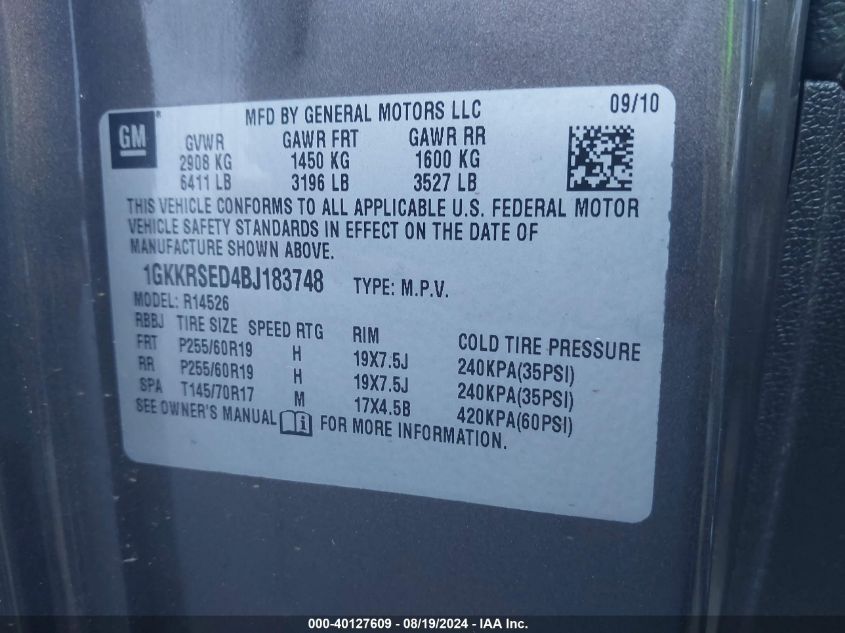 MFD BY GENERAL MOTORS LLC 09/10
GM
GVWR GAWR FRT GAWR RR
2908 KG 1450 KG 1600 KG
6411 LB 3196 LB 3527 LB
THIS VEHICLE CONFORMS TO ALL APPLICABLE U.S. FEDERAL MOTOR
VEHICLE SAFETY STANDARDS IN EFFECT ON THE DATE OF
MANUFACTURE SHOWN ABOVE.
1GKKRSED4BJ183748 TYPE: M.P.V.
MODEL: R14526
RBBJ TIRE SIZE SPEED RTG RIM COLD TIRE PRESSURE
FRT P255/60R19 H 19X7.5J 240KPA(35PSI)
RR P255/60R19 H 19X7.5J 240KPA(35PSI)
SPA T145/70R17 M 17X4.5B 420KPA(60PSI)
SEE OWNER'S MANUAL i FOR MORE INFORMATION.
000-40127609 - 08/19/2024 - IAA Inc.